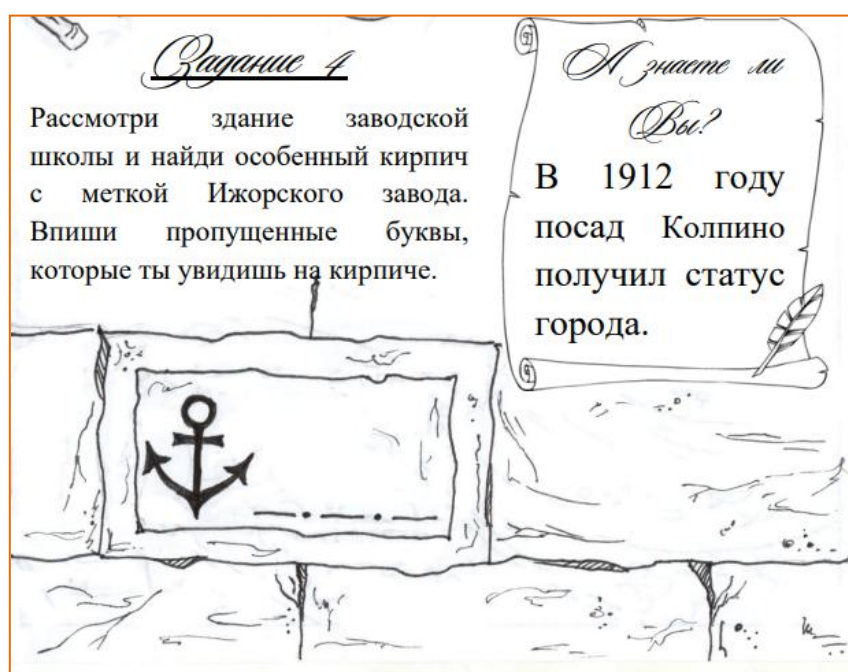 Задание 4
Рассмотри здание заводской
школы и найди особенный кирпич
с меткой Ижорского завода.
Впиши пропущенные буквы,
которые ты увидишь на кирпиче.
А знаете ли
Вы?
В 1912 году
посад Колпино
получил статус
города.